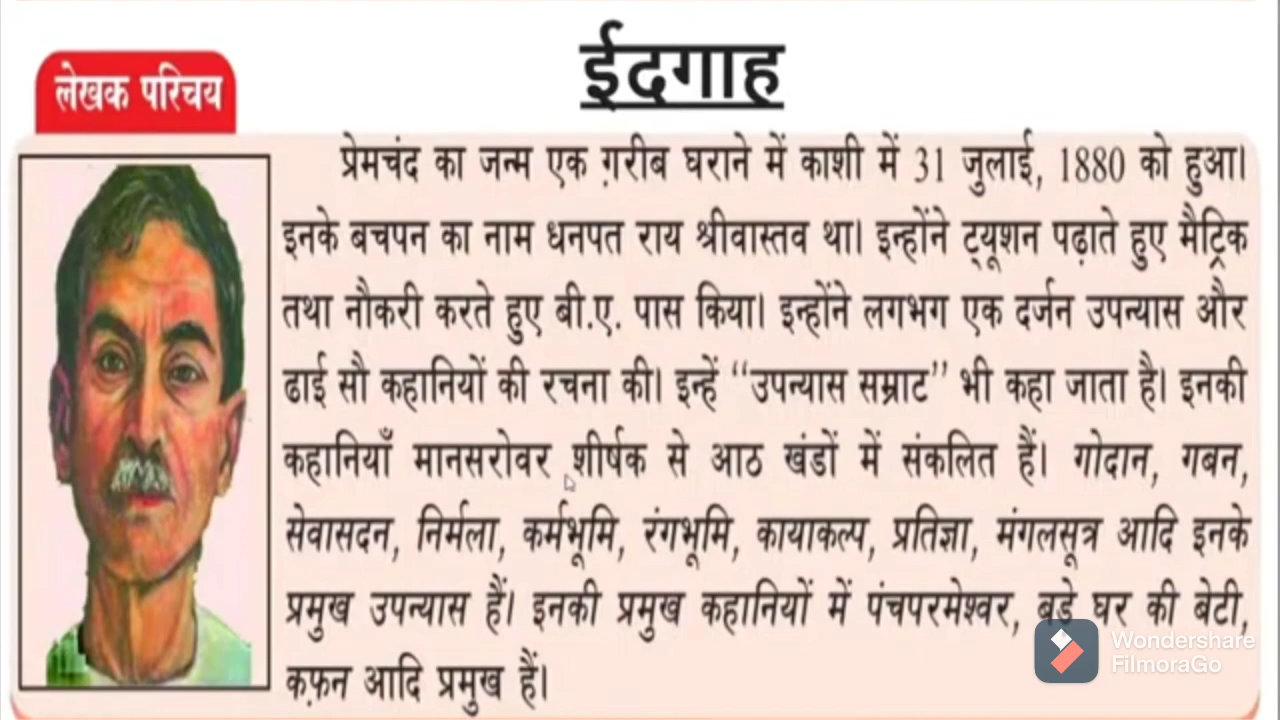 ईदगाह
लेखक परिचय
प्रेमचंद का जन्म एक ग़रीब घराने में काशी में 31 जुलाई, 1880 को हुआ।
इनके बचपन का नाम धनपत राय श्रीवास्तव था। इन्होंने ट्यूशन पढ़ाते हुए मैट्रिक
तथा नौकरी करते हुए बी.ए. पास किया। इन्होंने लगभग एक दर्जन उपन्यास और
ढाई सौ कहानियों की रचना की। इन्हें “उपन्यास सम्राट” भी कहा जाता है। इनकी
कहानियाँ मानसरोवर शीर्षक से आठ खंडों में संकलित हैं। गोदान, गबन,
सेवासदन, निर्मला, कर्मभूमि, रंगभूमि, कायाकल्प, प्रतिज्ञा, मंगलसूत्र आदि इनके
प्रमुख उपन्यास हैं। इनकी प्रमुख कहानियों में पंचपरमेश्वर, बड़े घर की बेटी,
कफ़न आदि प्रमुख हैं।
Wondershare
FilmoraGo